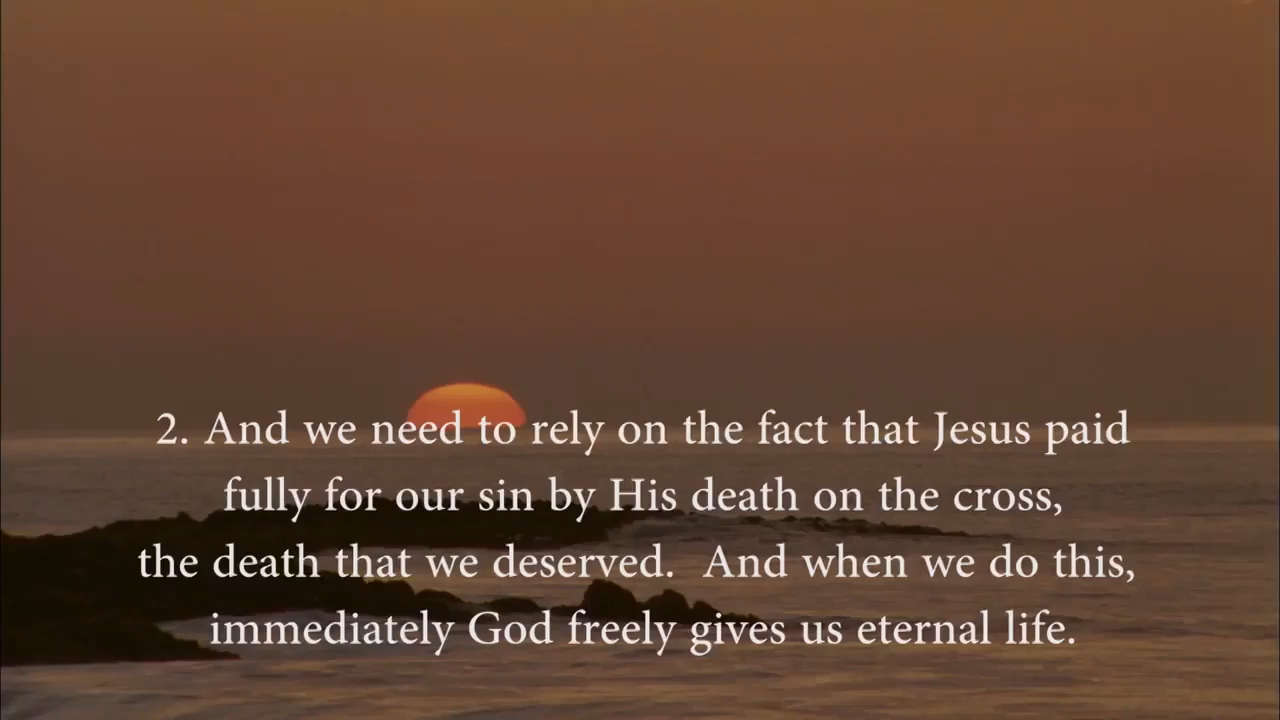 2. And we need to rely on the fact that Jesus paid
fully for our sin by His death on the cross,
the death that we deserved.  And when we do this,
immediately God freely gives us eternal life.